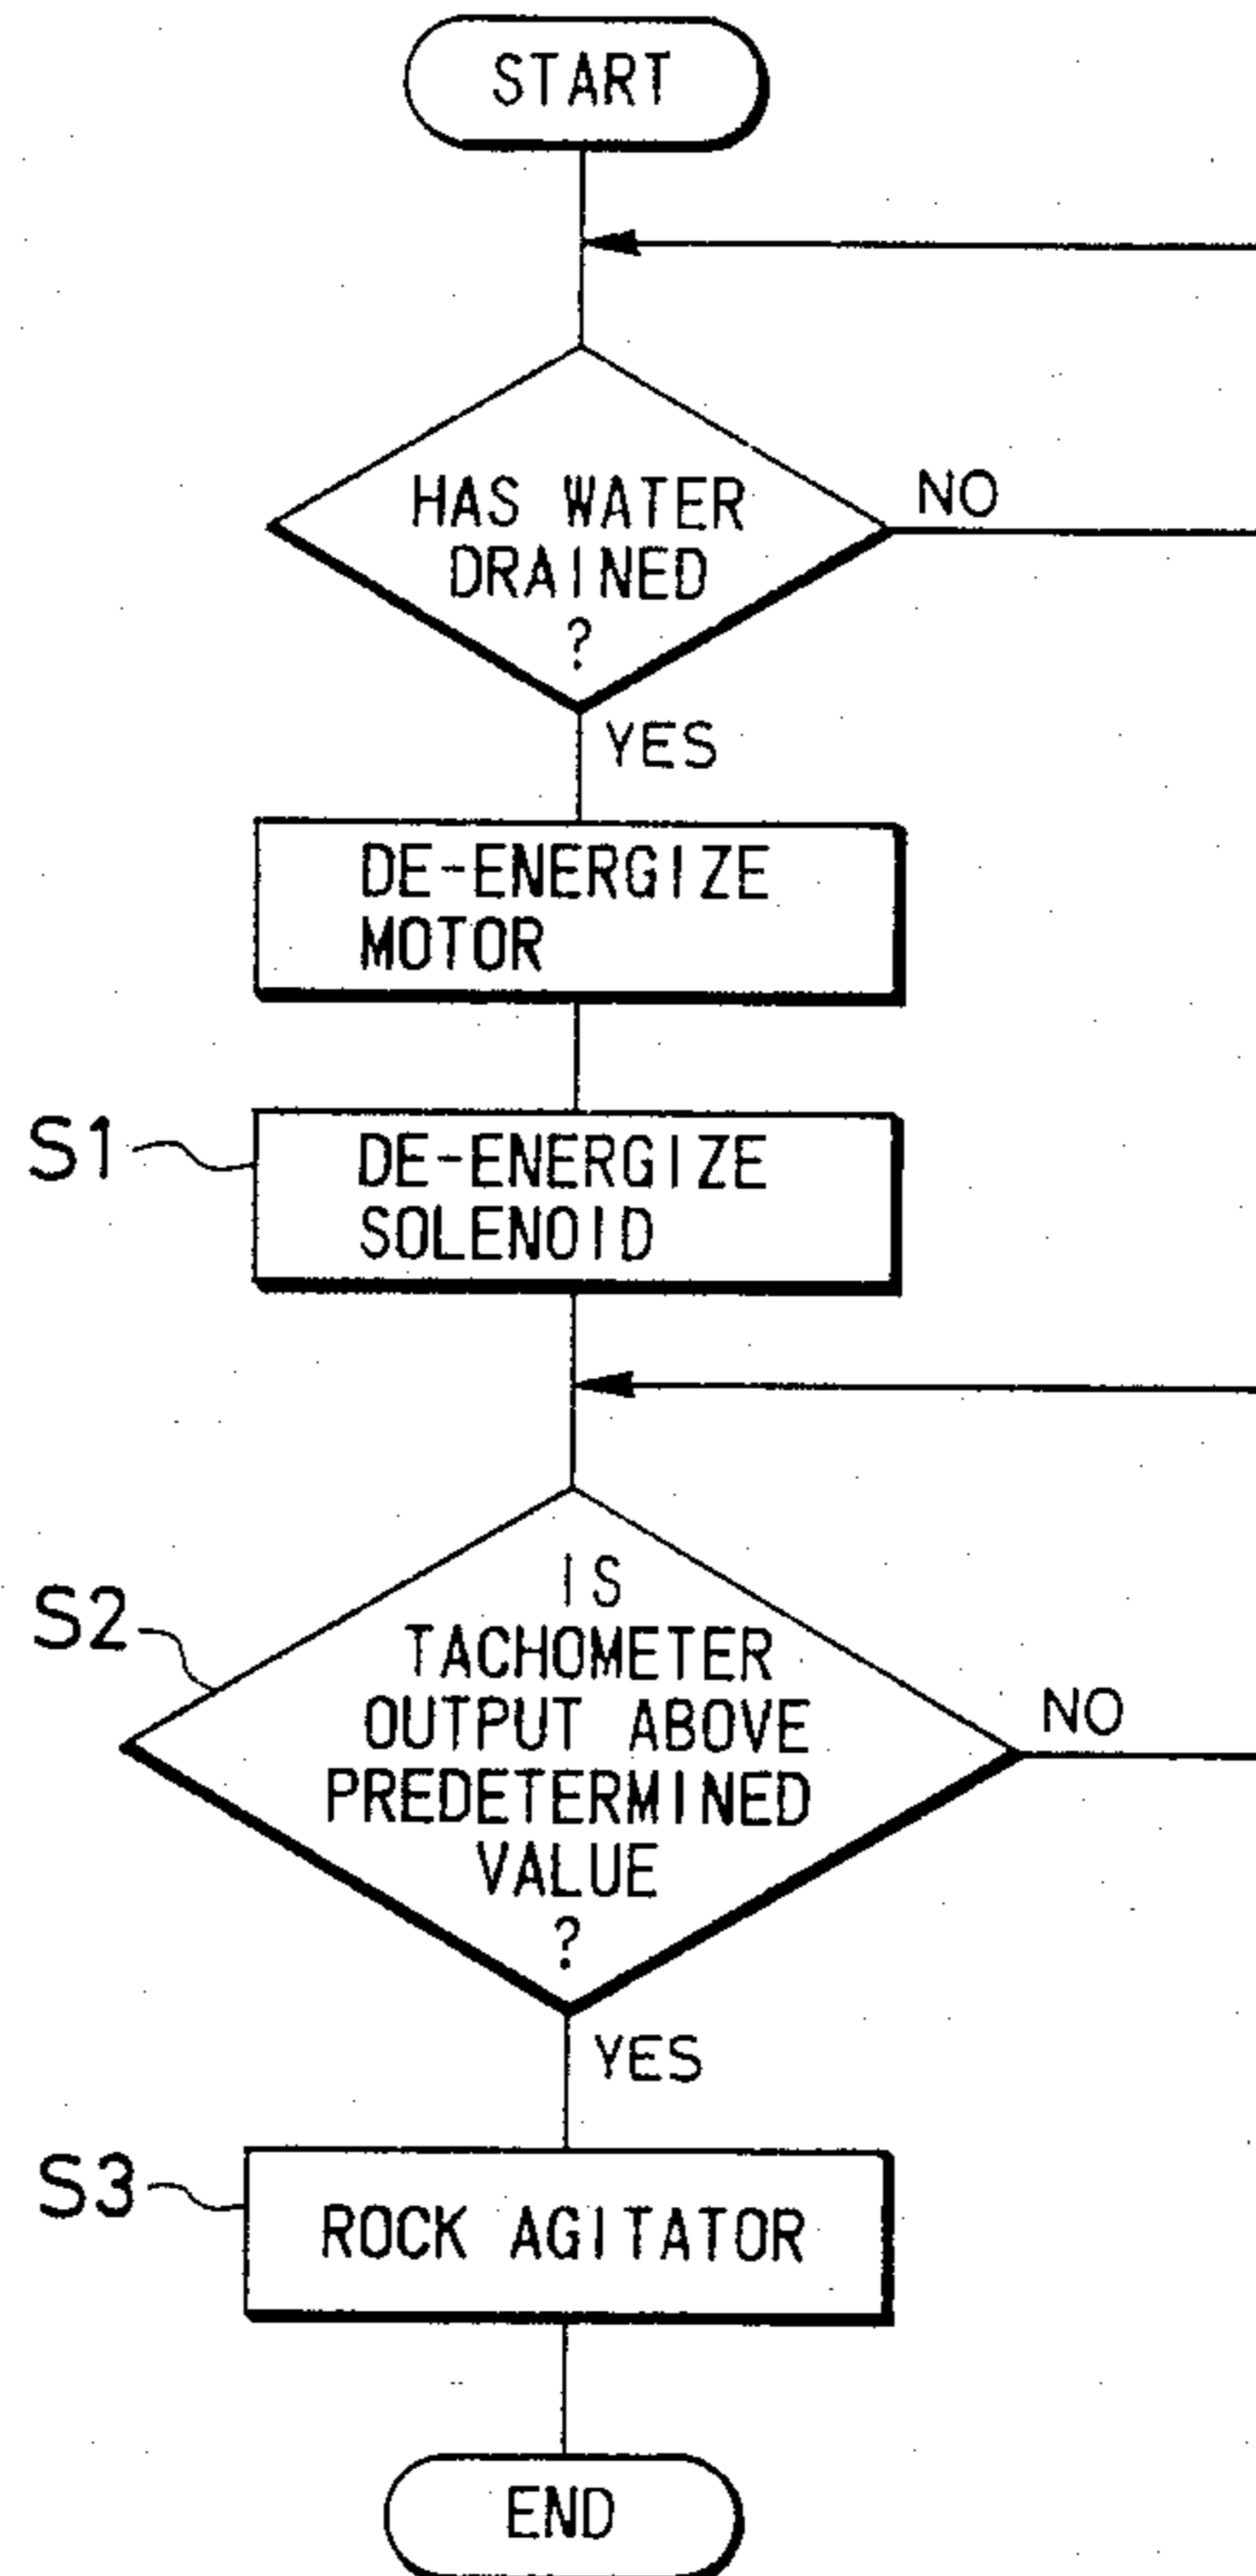 START
HAS WATER
DRAINED
?
NO
YES
DE-ENERGIZE
MOTOR
S1
DE-ENERGIZE
SOLENOID
S2
IS
TACHOMETER
OUTPUT ABOVE
PREDETERMINED
VALUE
?
NO
YES
S3
ROCK AGITATOR
END